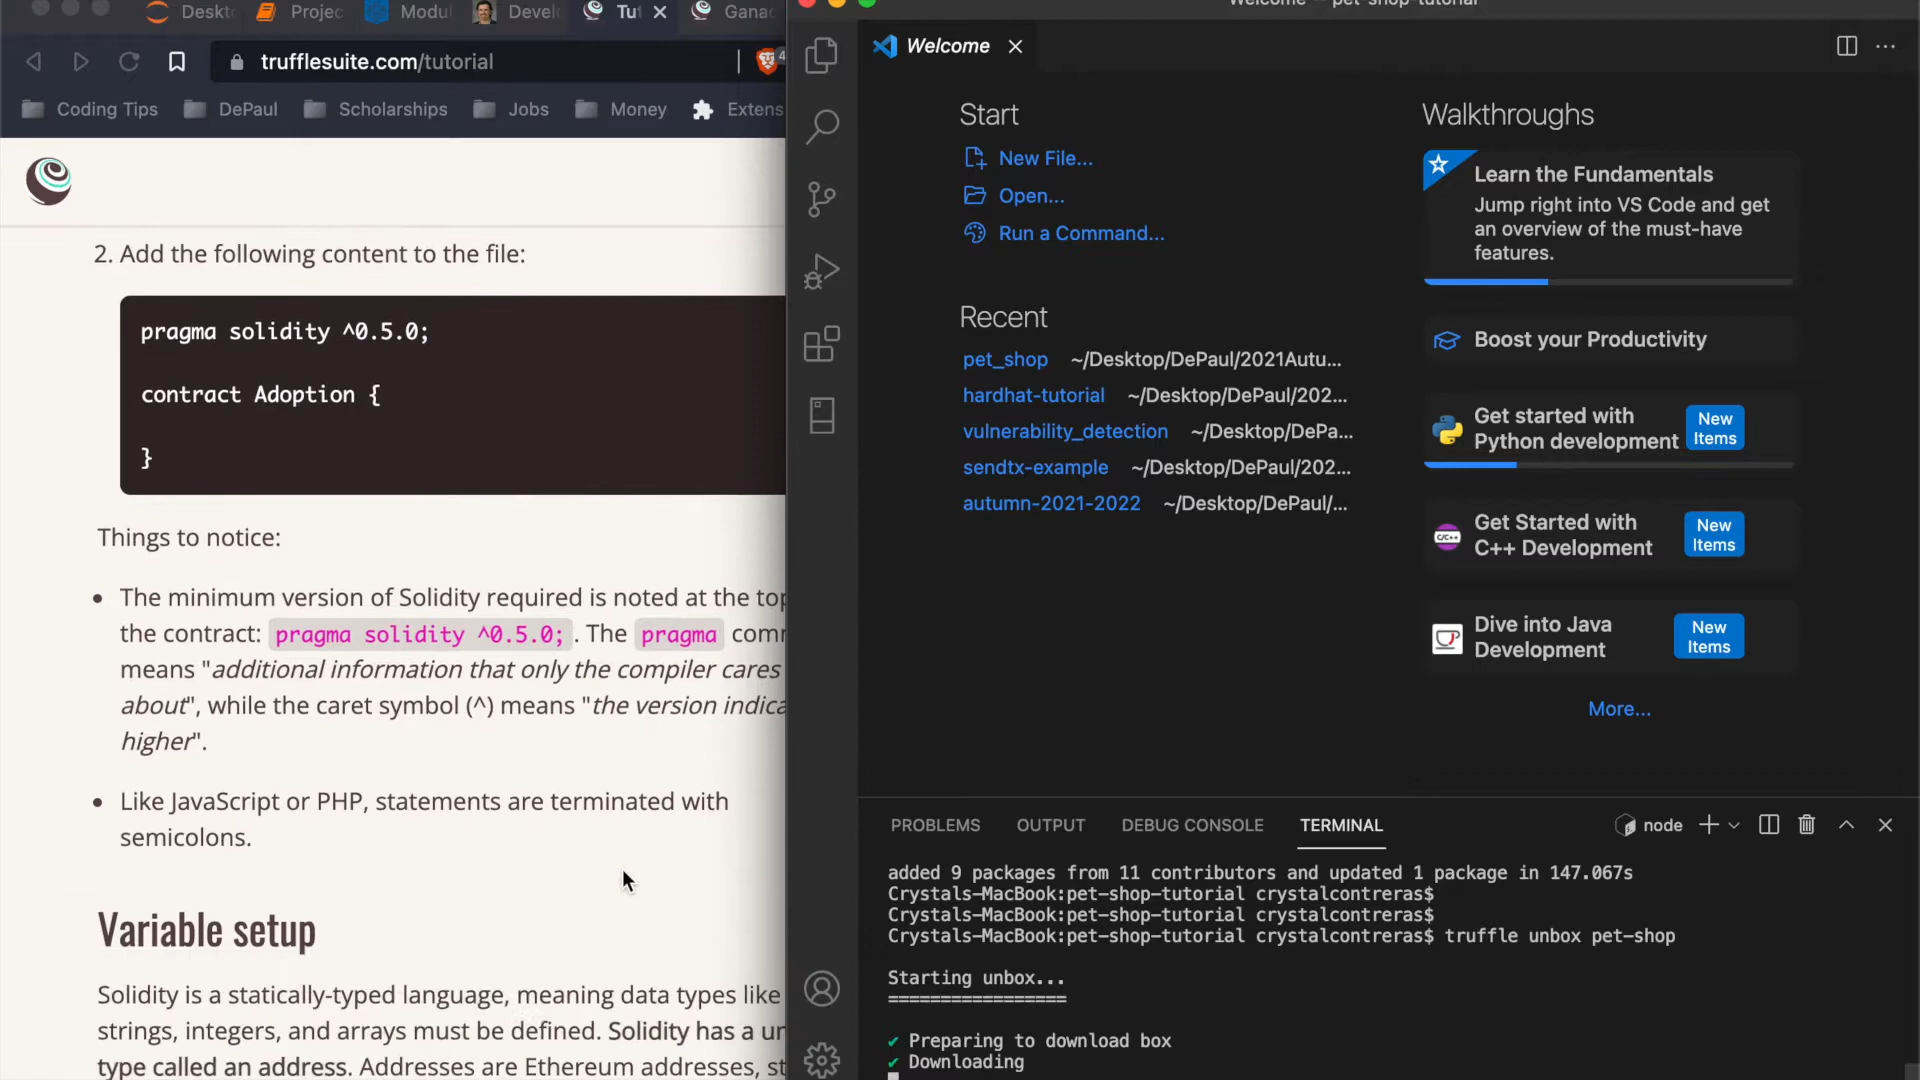 Deskt
Projec
Modul
Devel
Tut
Ganac
trufflesuite.com/tutorial
4
Coding Tips
DePaul
Scholarships
Jobs
Money
Extens
2. Add the following content to the file:
pragma solidity ^0.5.0;
contract Adoption {
}
Things to notice:
• The minimum version of Solidity required is noted at the top
the contract: pragma solidity ^0.5.0; . The pragma comm
means "additional information that only the compiler cares
about", while the caret symbol (^) means "the version indica
higher".
• Like JavaScript or PHP, statements are terminated with
semicolons.
Variable setup
Solidity is a statically-typed language, meaning data types like
strings, integers, and arrays must be defined. Solidity has a un
type called an address. Addresses are Ethereum addresses, st
Welcome — pet-shop-tutorial
Welcome
Start
New File...
Open...
Run a Command...
Recent
pet_shop ~/Desktop/DePaul/2021Autu...
hardhat-tutorial ~/Desktop/DePaul/202...
vulnerability_detection ~/Desktop/DePa...
sendtx-example ~/Desktop/DePaul/202...
autumn-2021-2022 ~/Desktop/DePaul/...
Walkthroughs
Learn the Fundamentals
Jump right into VS Code and get
an overview of the must-have
features.
Boost your Productivity
Get started with
Python development
New
Items
C/C++
Get Started with
C++ Development
New
Items
Dive into Java
Development
New
Items
More...
PROBLEMS
OUTPUT
DEBUG CONSOLE
TERMINAL
node
added 9 packages from 11 contributors and updated 1 package in 147.067s
Crystals-MacBook:pet-shop-tutorial crystalcontreras$
Crystals-MacBook:pet-shop-tutorial crystalcontreras$
Crystals-MacBook:pet-shop-tutorial crystalcontreras$ truffle unbox pet-shop
Starting unbox...
=================
✔ Preparing to download box
✔ Downloading